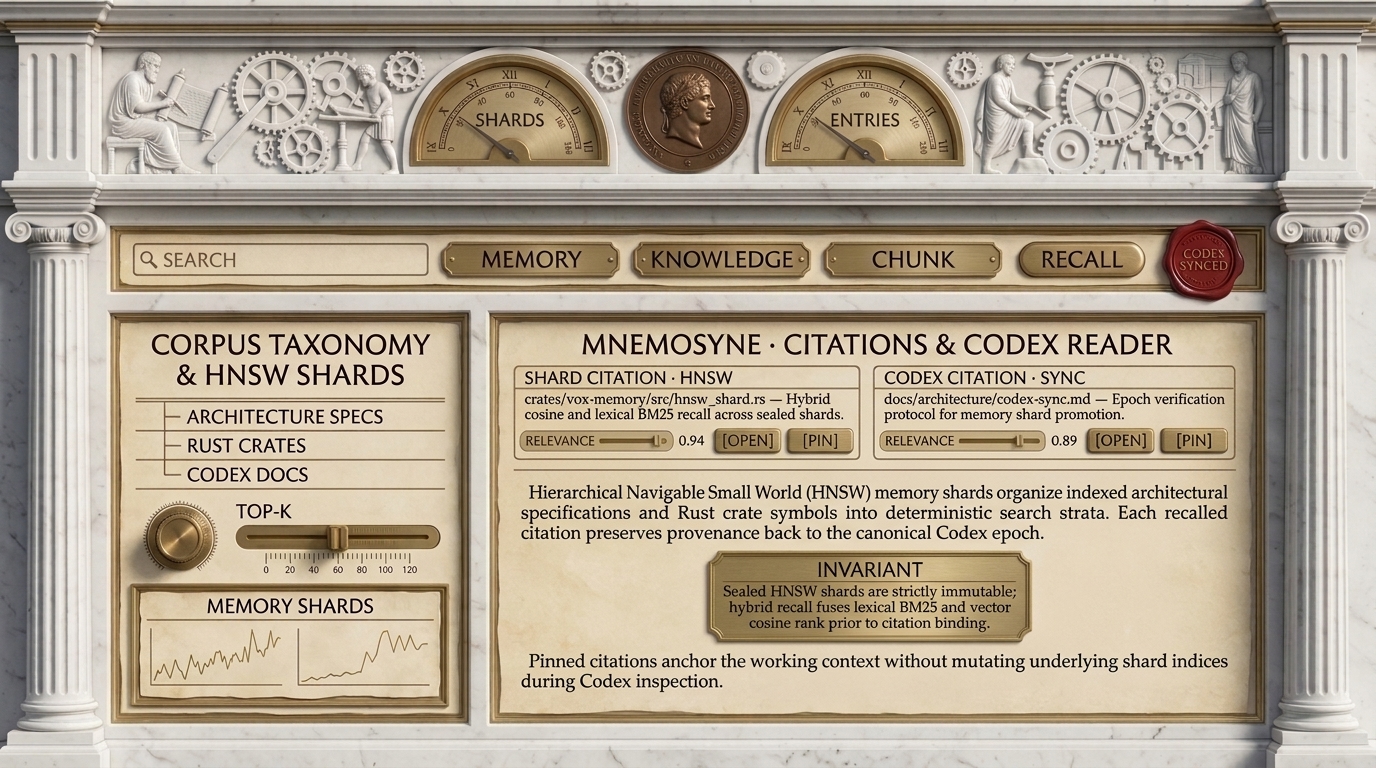 SHARDS
ENTRIES
SEARCH
MEMORY
KNOWLEDGE
CHUNK
RECALL
CODEX
SYNCED
CORPUS TAXONOMY
& HNSW SHARDS
ARCHITECTURE SPECS
RUST CRATES
CODEX DOCS
TOP-K
0 20 40 60 80 100 120
MEMORY SHARDS
MNEMOSYNE · CITATIONS & CODEX READER
SHARD CITATION · HNSW
crates/vox-memory/src/hnsw_shard.rs — Hybrid
cosine and lexical BM25 recall across sealed shards.
RELEVANCE 0.94 [OPEN] [PIN]
CODEX CITATION · SYNC
docs/architecture/codex-sync.md — Epoch verification
protocol for memory shard promotion.
RELEVANCE 0.89 [OPEN] [PIN]
Hierarchical Navigable Small World (HNSW) memory shards organize indexed architectural
specifications and Rust crate symbols into deterministic search strata. Each recalled
citation preserves provenance back to the canonical Codex epoch.
INVARIANT
Sealed HNSW shards are strictly immutable;
hybrid recall fuses lexical BM25 and vector
cosine rank prior to citation binding.
Pinned citations anchor the working context without mutating underlying shard indices
during Codex inspection.